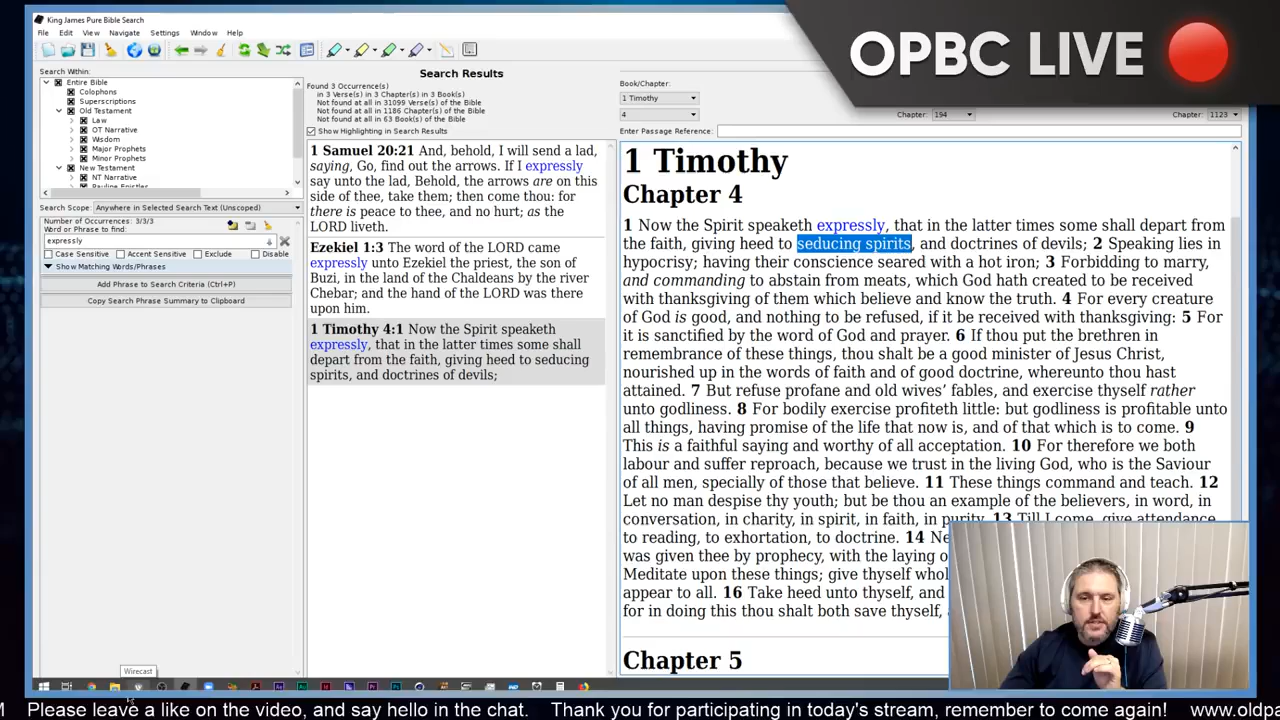 King James Pure Bible Search
OPBC LIVE
File Edit View Navigate Settings Window Help
Search Within:
Entire Bible
Colophons
Superscriptions
Old Testament
Law
OT Narrative
Wisdom
Major Prophets
Minor Prophets
New Testament
NT Narrative
Pauline Epistles
Search Scope: Anywhere in Selected Search Text (Unscoped)
Number of Occurrences: 3/3/3
Word or Phrase to find:
expressly
Case Sensitive Accent Sensitive Exclude Disable
Show Matching Words/Phrases
Add Phrase to Search Criteria (Ctrl+P)
Copy Search Phrase Summary to Clipboard
Search Results
Found 3 Occurrence(s)
in 3 Verse(s) in 3 Chapter(s) in 3 Book(s)
Not found at all in 31099 Verse(s) of the Bible
Not found at all in 1186 Chapter(s) of the Bible
Not found at all in 63 Book(s) of the Bible
Show Highlighting in Search Results
1 Samuel 20:21 And, behold, I will send a lad,
saying, Go, find out the arrows. If I expressly
say unto the lad, Behold, the arrows are on this
side of thee, take them; then come thou: for
there is peace to thee, and no hurt; as the
LORD liveth.
Ezekiel 1:3 The word of the LORD came
expressly unto Ezekiel the priest, the son of
Buzi, in the land of the Chaldeans by the river
Chebar; and the hand of the LORD was there
upon him.
1 Timothy 4:1 Now the Spirit speaketh
expressly, that in the latter times some shall
depart from the faith, giving heed to seducing
spirits, and doctrines of devils;
Book/Chapter:
1 Timothy
4
Chapter: 194
Chapter: 1123
Enter Passage Reference:
1 Timothy
Chapter 4
1 Now the Spirit speaketh expressly, that in the latter times some shall depart from
the faith, giving heed to seducing spirits, and doctrines of devils; 2 Speaking lies in
hypocrisy; having their conscience seared with a hot iron; 3 Forbidding to marry,
and commanding to abstain from meats, which God hath created to be received
with thanksgiving of them which believe and know the truth. 4 For every creature
of God is good, and nothing to be refused, if it be received with thanksgiving: 5 For
it is sanctified by the word of God and prayer. 6 If thou put the brethren in
remembrance of these things, thou shalt be a good minister of Jesus Christ,
nourished up in the words of faith and of good doctrine, whereunto thou hast
attained. 7 But refuse profane and old wives’ fables, and exercise thyself rather
unto godliness. 8 For bodily exercise profiteth little: but godliness is profitable unto
all things, having promise of the life that now is, and of that which is to come. 9
This is a faithful saying and worthy of all acceptation. 10 For therefore we both
labour and suffer reproach, because we trust in the living God, who is the Saviour
of all men, specially of those that believe. 11 These things command and teach. 12
Let no man despise thy youth; but be thou an example of the believers, in word, in
conversation, in charity, in spirit, in faith, in purity. 13 Till I come, give attendance
to reading, to exhortation, to doctrine. 14 Ne
was given thee by prophecy, with the laying o
Meditate upon these things; give thyself whol
appear to all. 16 Take heed unto thyself, and
for in doing this thou shalt both save thyself,
Chapter 5
Wirecast
Please leave a like on the video, and say hello in the chat. Thank you for participating in today's stream, remember to come again! www.oldpa